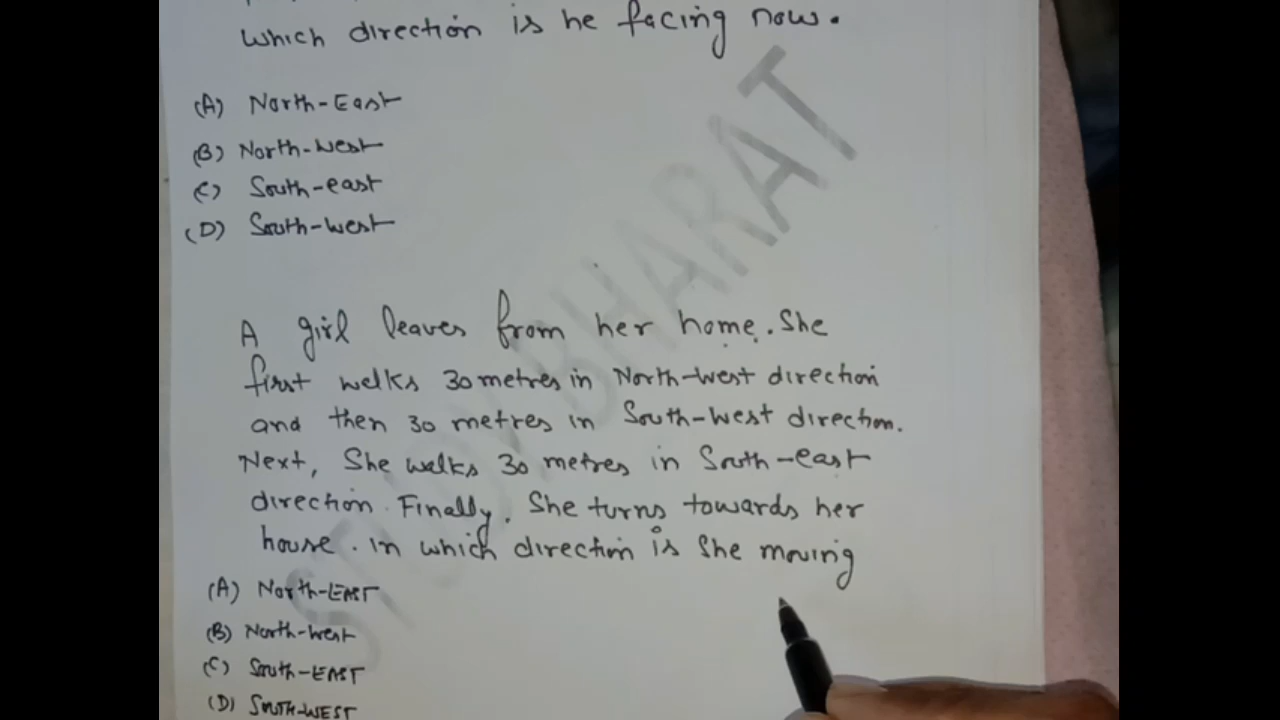 which direction is he facing now.
(A) North-East
(B) North-West
(C) South-east
(D) South-west
A girl leaves from her home. She
first walks 30 metres in North-west direction
and then 30 metres in South-west direction.
Next, She walks 30 metres in South-east
direction. Finally, She turns towards her
house. in which direction is She moving
(A) North-EAST
(B) North-west
(C) South-EAST
(D) SOUTH-WEST
STUDY BHARAT